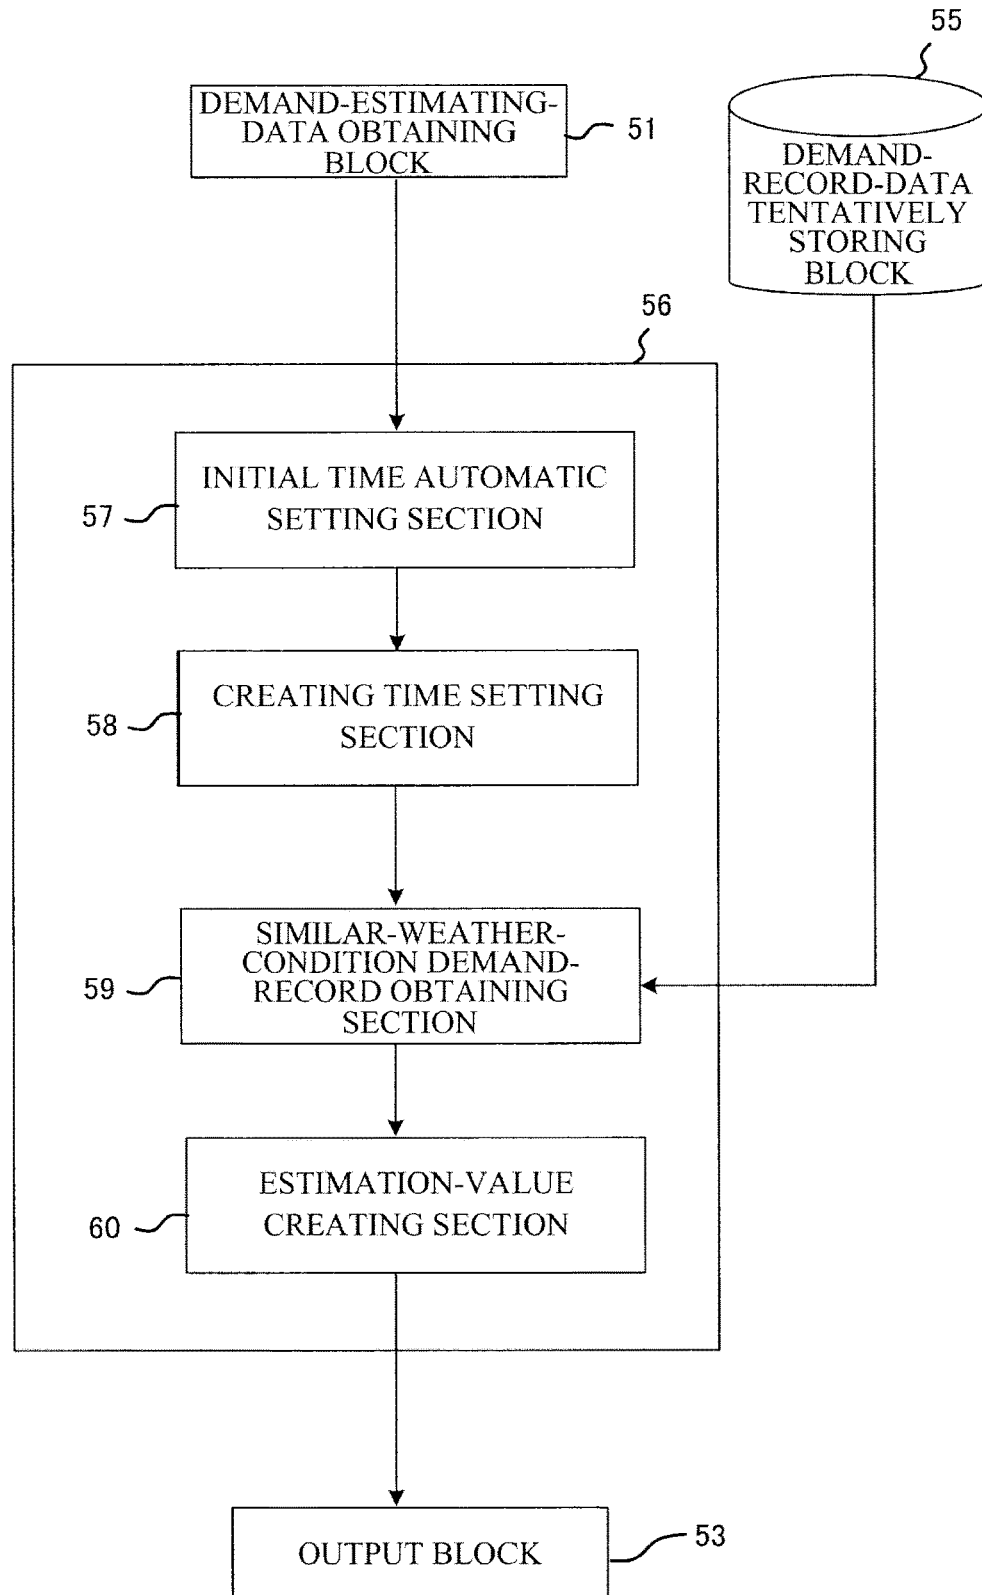 55
DEMAND-ESTIMATING-
DATA OBTAINING
BLOCK
51
DEMAND-
RECORD-DATA
TENTATIVELY
STORING
BLOCK
56
INITIAL TIME AUTOMATIC
SETTING SECTION
57
CREATING TIME SETTING
SECTION
58
SIMILAR-WEATHER-
CONDITION DEMAND-
RECORD OBTAINING
SECTION
59
ESTIMATION-VALUE
CREATING SECTION
60
OUTPUT BLOCK
53